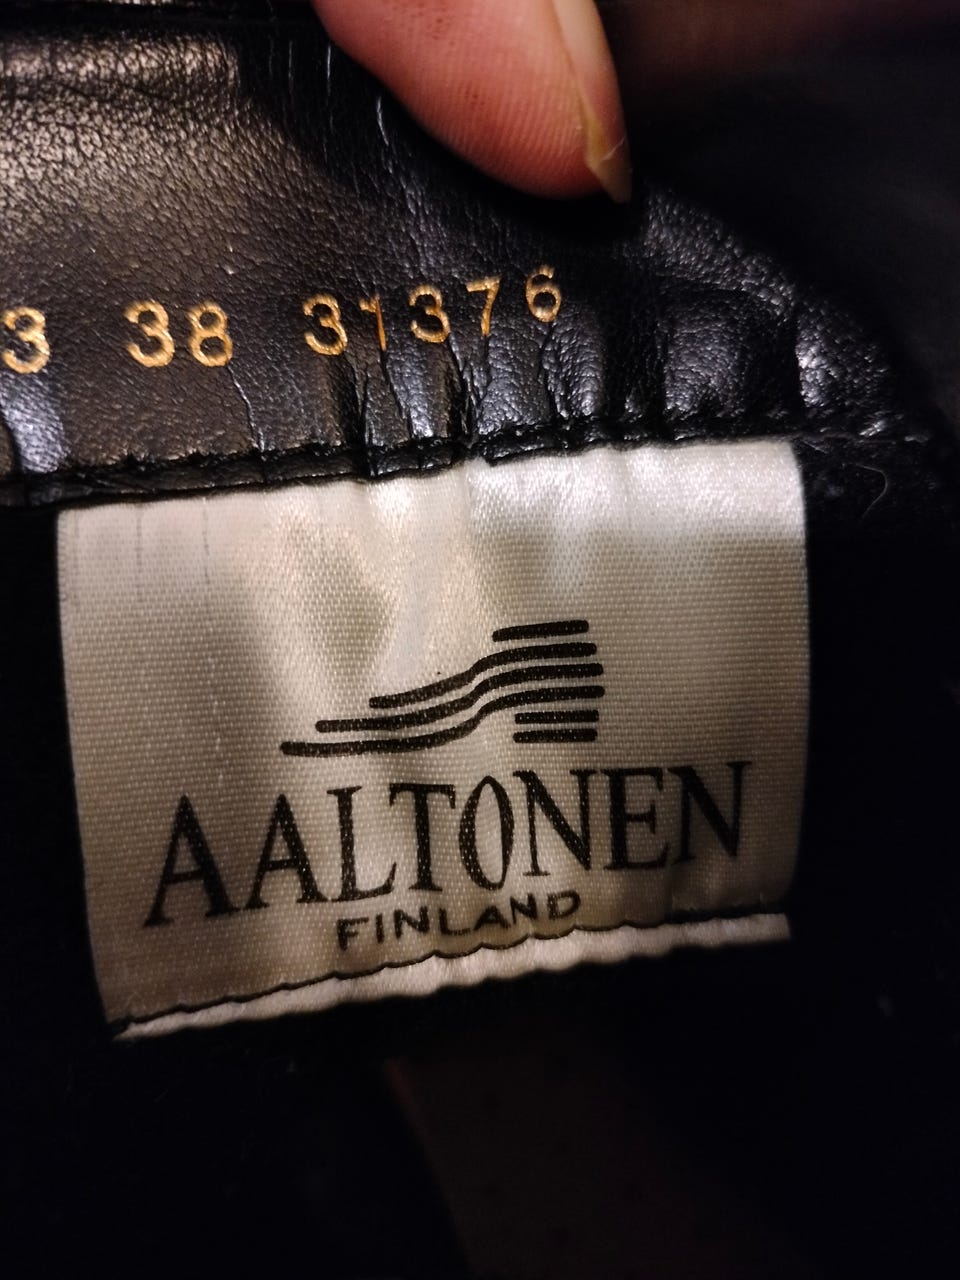 3 38 31376
AALTONEN
FINLAND